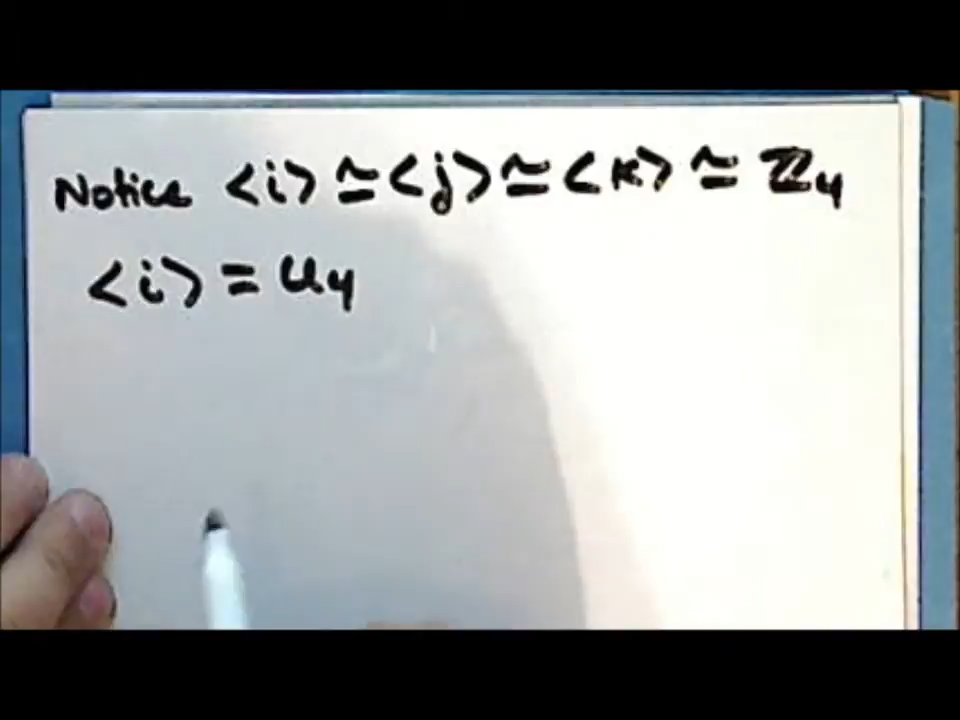 Notice <i> ≃ <j> ≃ <k> ≃ ℤ₄
<i> = U₄